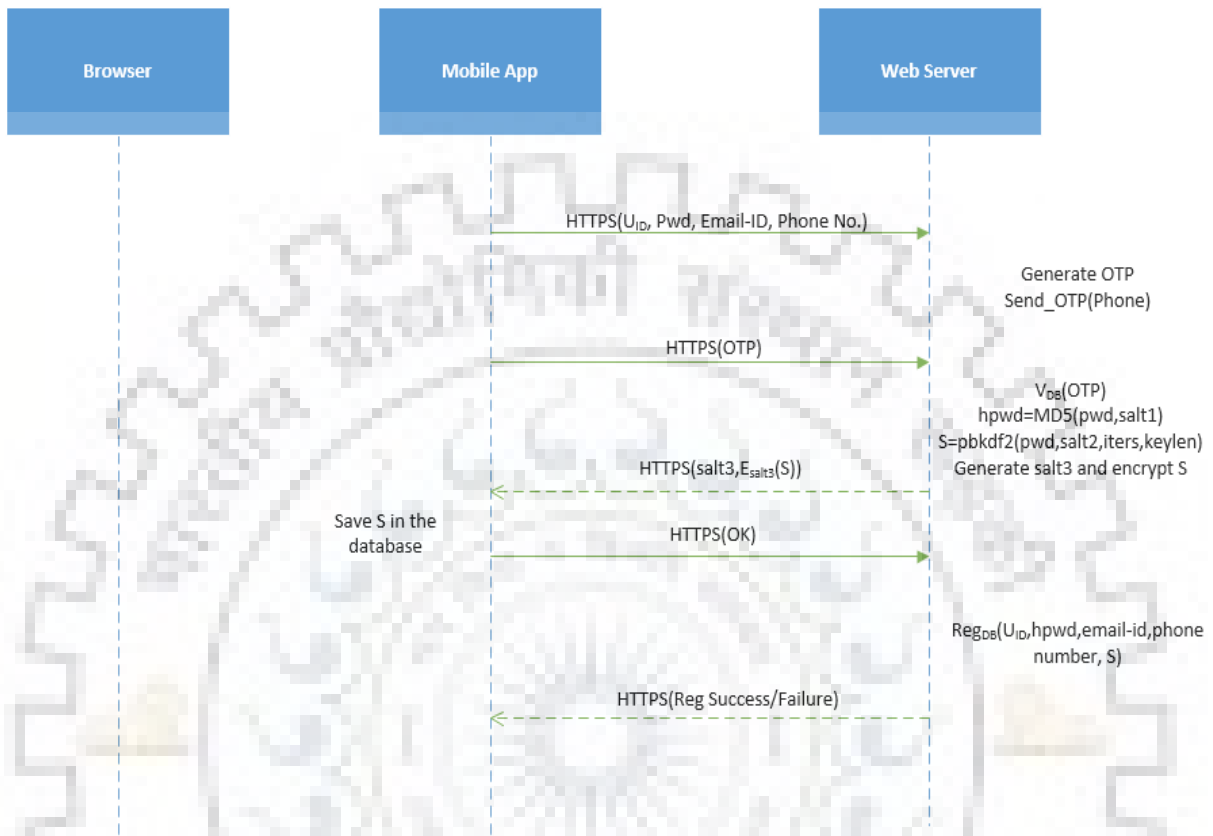 Browser
Mobile App
Web Server
HTTPS(U_ID, Pwd, Email-ID, Phone No.)
Generate OTP
Send_OTP(Phone)
HTTPS(OTP)
V_DB(OTP)
hpwd=MD5(pwd,salt1)
S=pbkdf2(pwd,salt2,iters,keylen)
Generate salt3 and encrypt S
HTTPS(salt3,E_salt3(S))
Save S in the
database
HTTPS(OK)
Reg_DB(U_ID,hpwd,email-id,phone
number, S)
HTTPS(Reg Success/Failure)